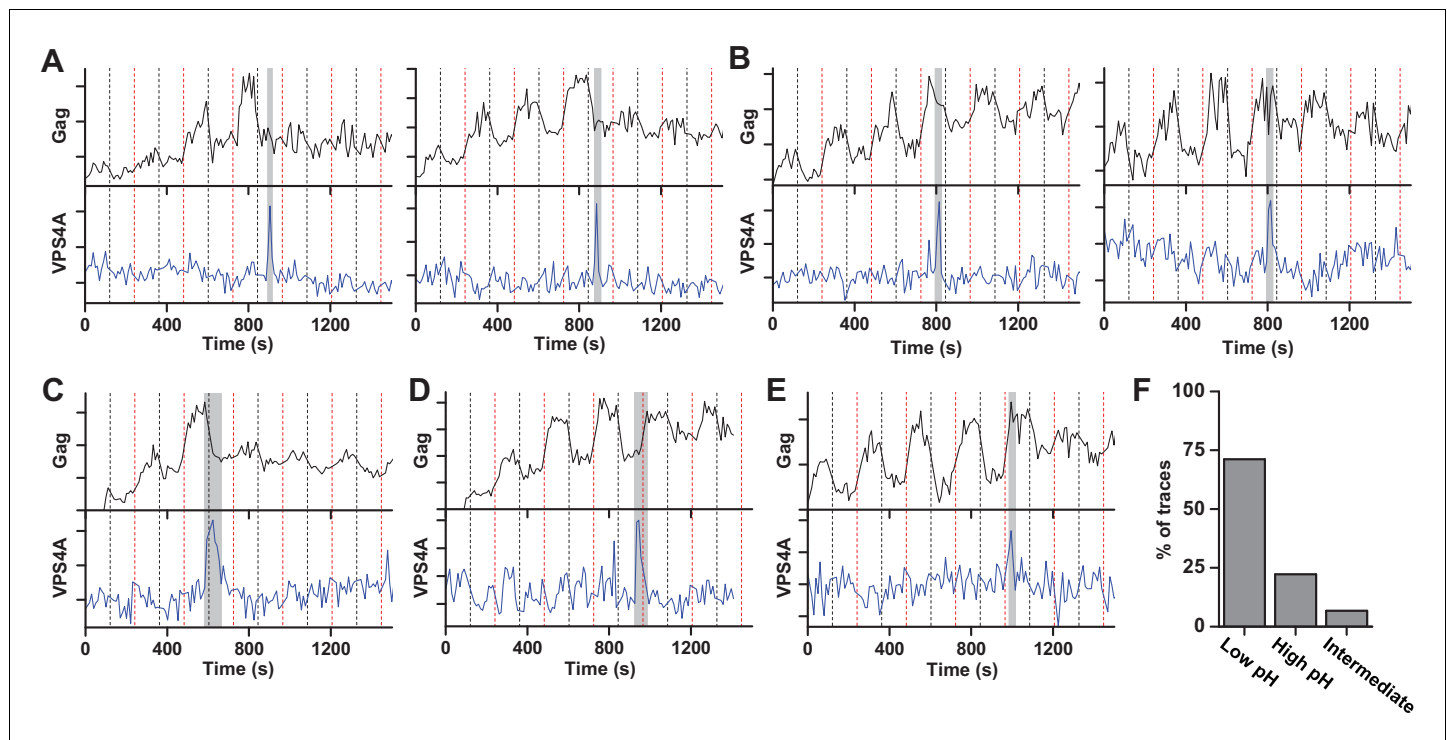 A
B
Gag
Gag
VPS4A
VPS4A
0 400 800 1200
0 400 800 1200
0 400 800 1200
0 400 800 1200
Time (s)
Time (s)
Time (s)
Time (s)
C
D
E
F
Gag
Gag
Gag
VPS4A
VPS4A
VPS4A
0 400 800 1200
0 400 800 1200
0 400 800 1200
Time (s)
Time (s)
Time (s)
% of traces
100
75
50
25
0
Low pH
High pH
Intermediate